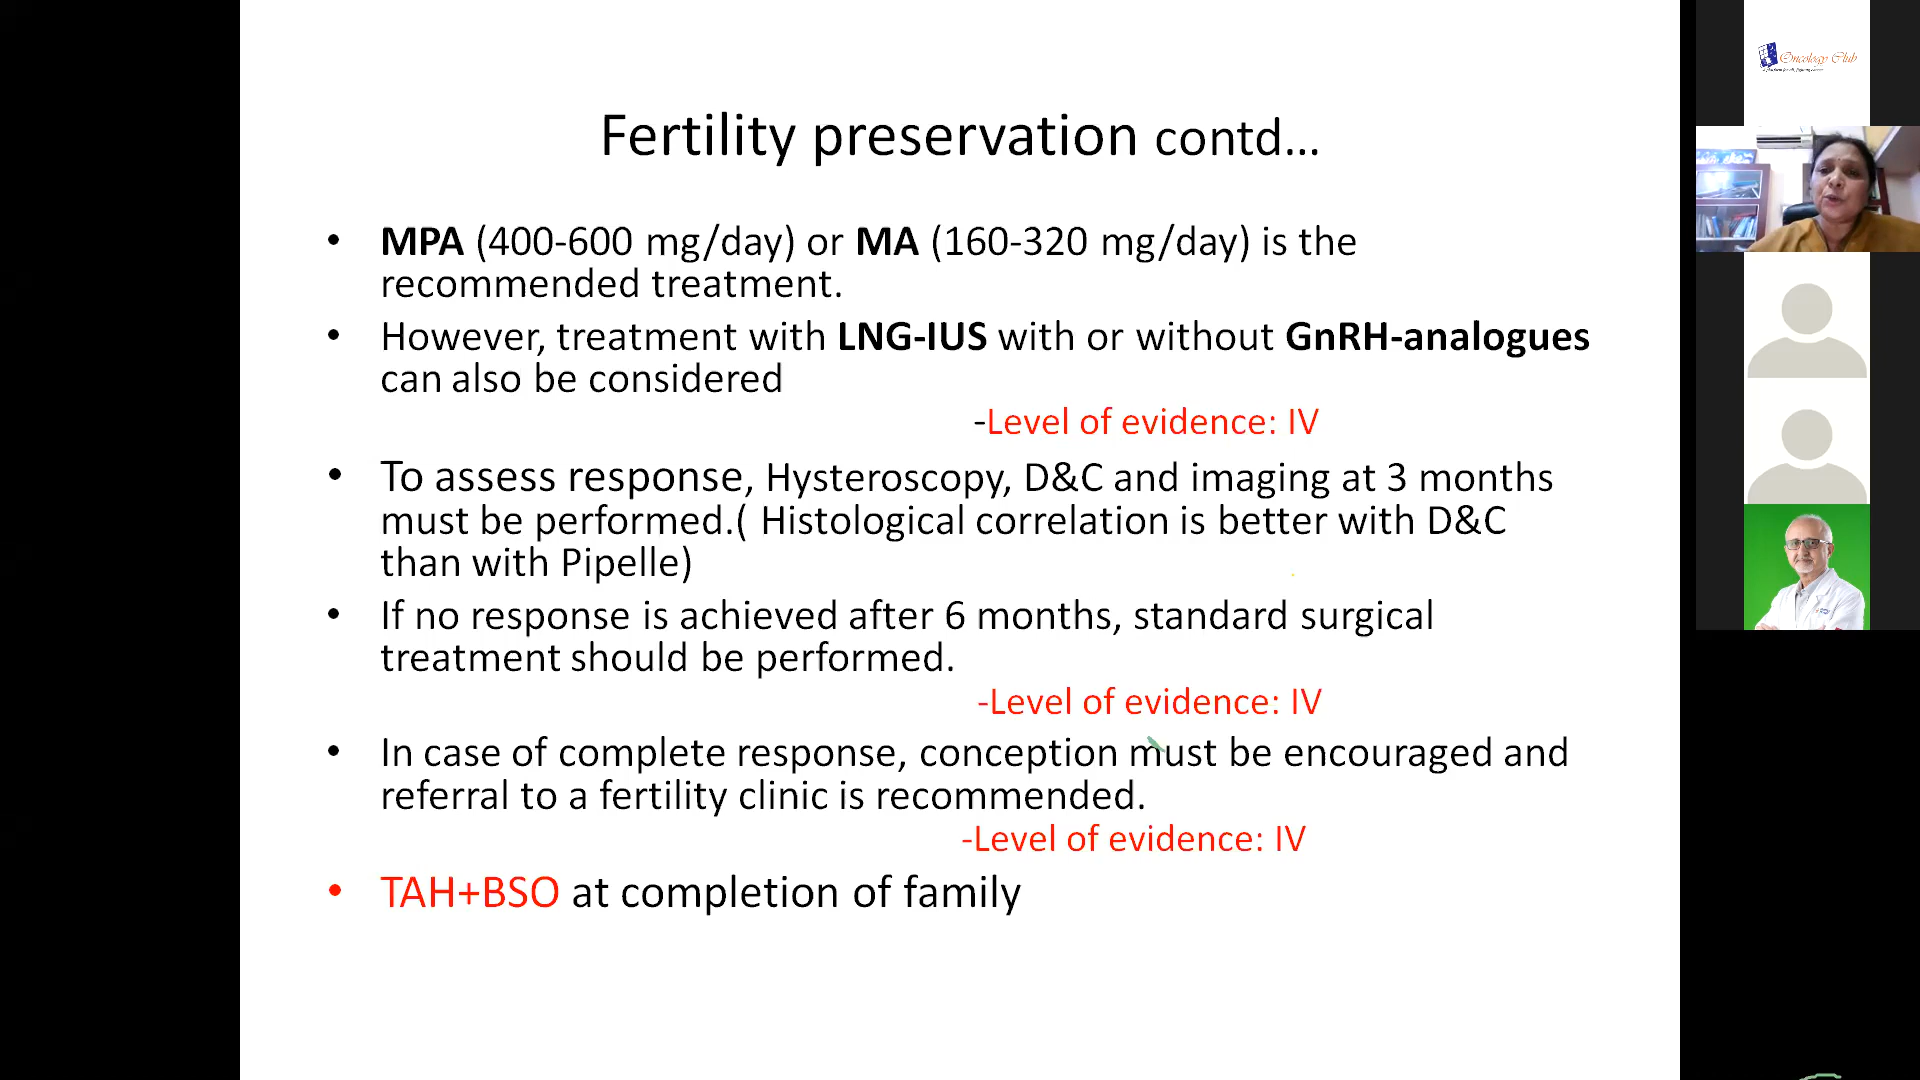 Fertility preservation contd...
• MPA (400-600 mg/day) or MA (160-320 mg/day) is the
recommended treatment.
• However, treatment with LNG-IUS with or without GnRH-analogues
can also be considered
-Level of evidence: IV
• To assess response, Hysteroscopy, D&C and imaging at 3 months
must be performed.( Histological correlation is better with D&C
than with Pipelle)
• If no response is achieved after 6 months, standard surgical
treatment should be performed.
-Level of evidence: IV
• In case of complete response, conception must be encouraged and
referral to a fertility clinic is recommended.
-Level of evidence: IV
• TAH+BSO at completion of family
Oncology Club